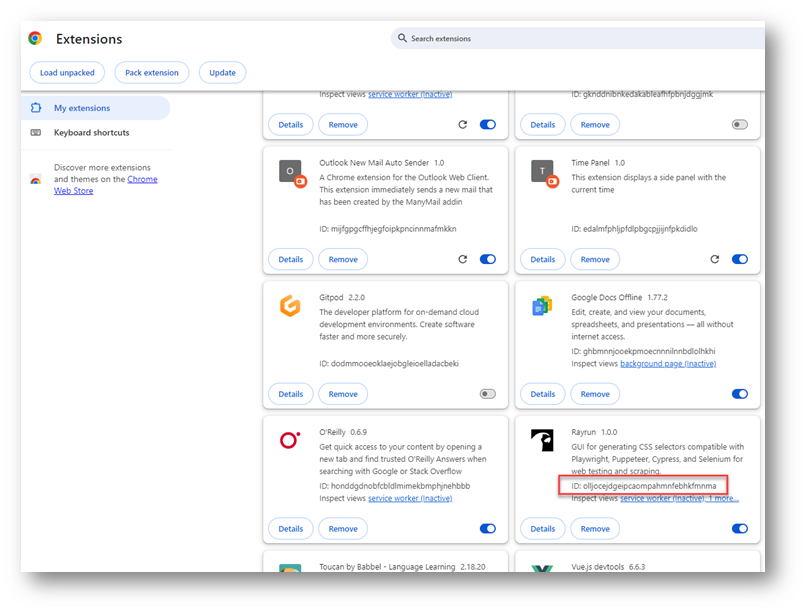 Extensions
Search extensions
Load unpacked
Pack extension
Update
My extensions
Keyboard shortcuts
Discover more extensions
and themes on the Chrome
Web Store
Inspect views service worker (Inactive)
Details
Remove
ID: gknddnibnkedakableafhfpbnjdggjmk
Details
Remove
O
Outlook New Mail Auto Sender 1.0
A Chrome extension for the Outlook Web Client.
This extension immediately sends a new mail that
has been created by the ManyMail addin
ID: mijfgpgcffhjegfoipkpncinnmafmkkn
Details
Remove
T
Time Panel 1.0
This extension displays a side panel with the
current time
ID: edalmfphljpfdlpbgcpjjijnfpkdidlo
Details
Remove
Gitpod 2.2.0
The developer platform for on-demand cloud
development environments. Create software
faster and more securely.
ID: dodmmooeoklaejobgleioelladacbeki
Details
Remove
Google Docs Offline 1.77.2
Edit, create, and view your documents,
spreadsheets, and presentations — all without
internet access.
ID: ghbmnnjooekpmoecnnnilnnbdlolhkhi
Inspect views background page (Inactive)
Details
Remove
O'Reilly 0.6.9
Get quick access to your content by opening a
new tab and find trusted O'Reilly Answers when
searching with Google or Stack Overflow
ID: honddgdnobfcbldlmimekbmphjnehbbb
Inspect views service worker (Inactive)
Details
Remove
Rayrun 1.0.0
GUI for generating CSS selectors compatible with
Playwright, Puppeteer, Cypress, and Selenium for
web testing and scraping.
ID: olljocejdgeipcaompahmnfebhkfmnma
Inspect views service worker (Inactive), 1 more...
Details
Remove
Toucan by Babbel - Language Learning 2.18.20
Vue.js devtools 6.6.3